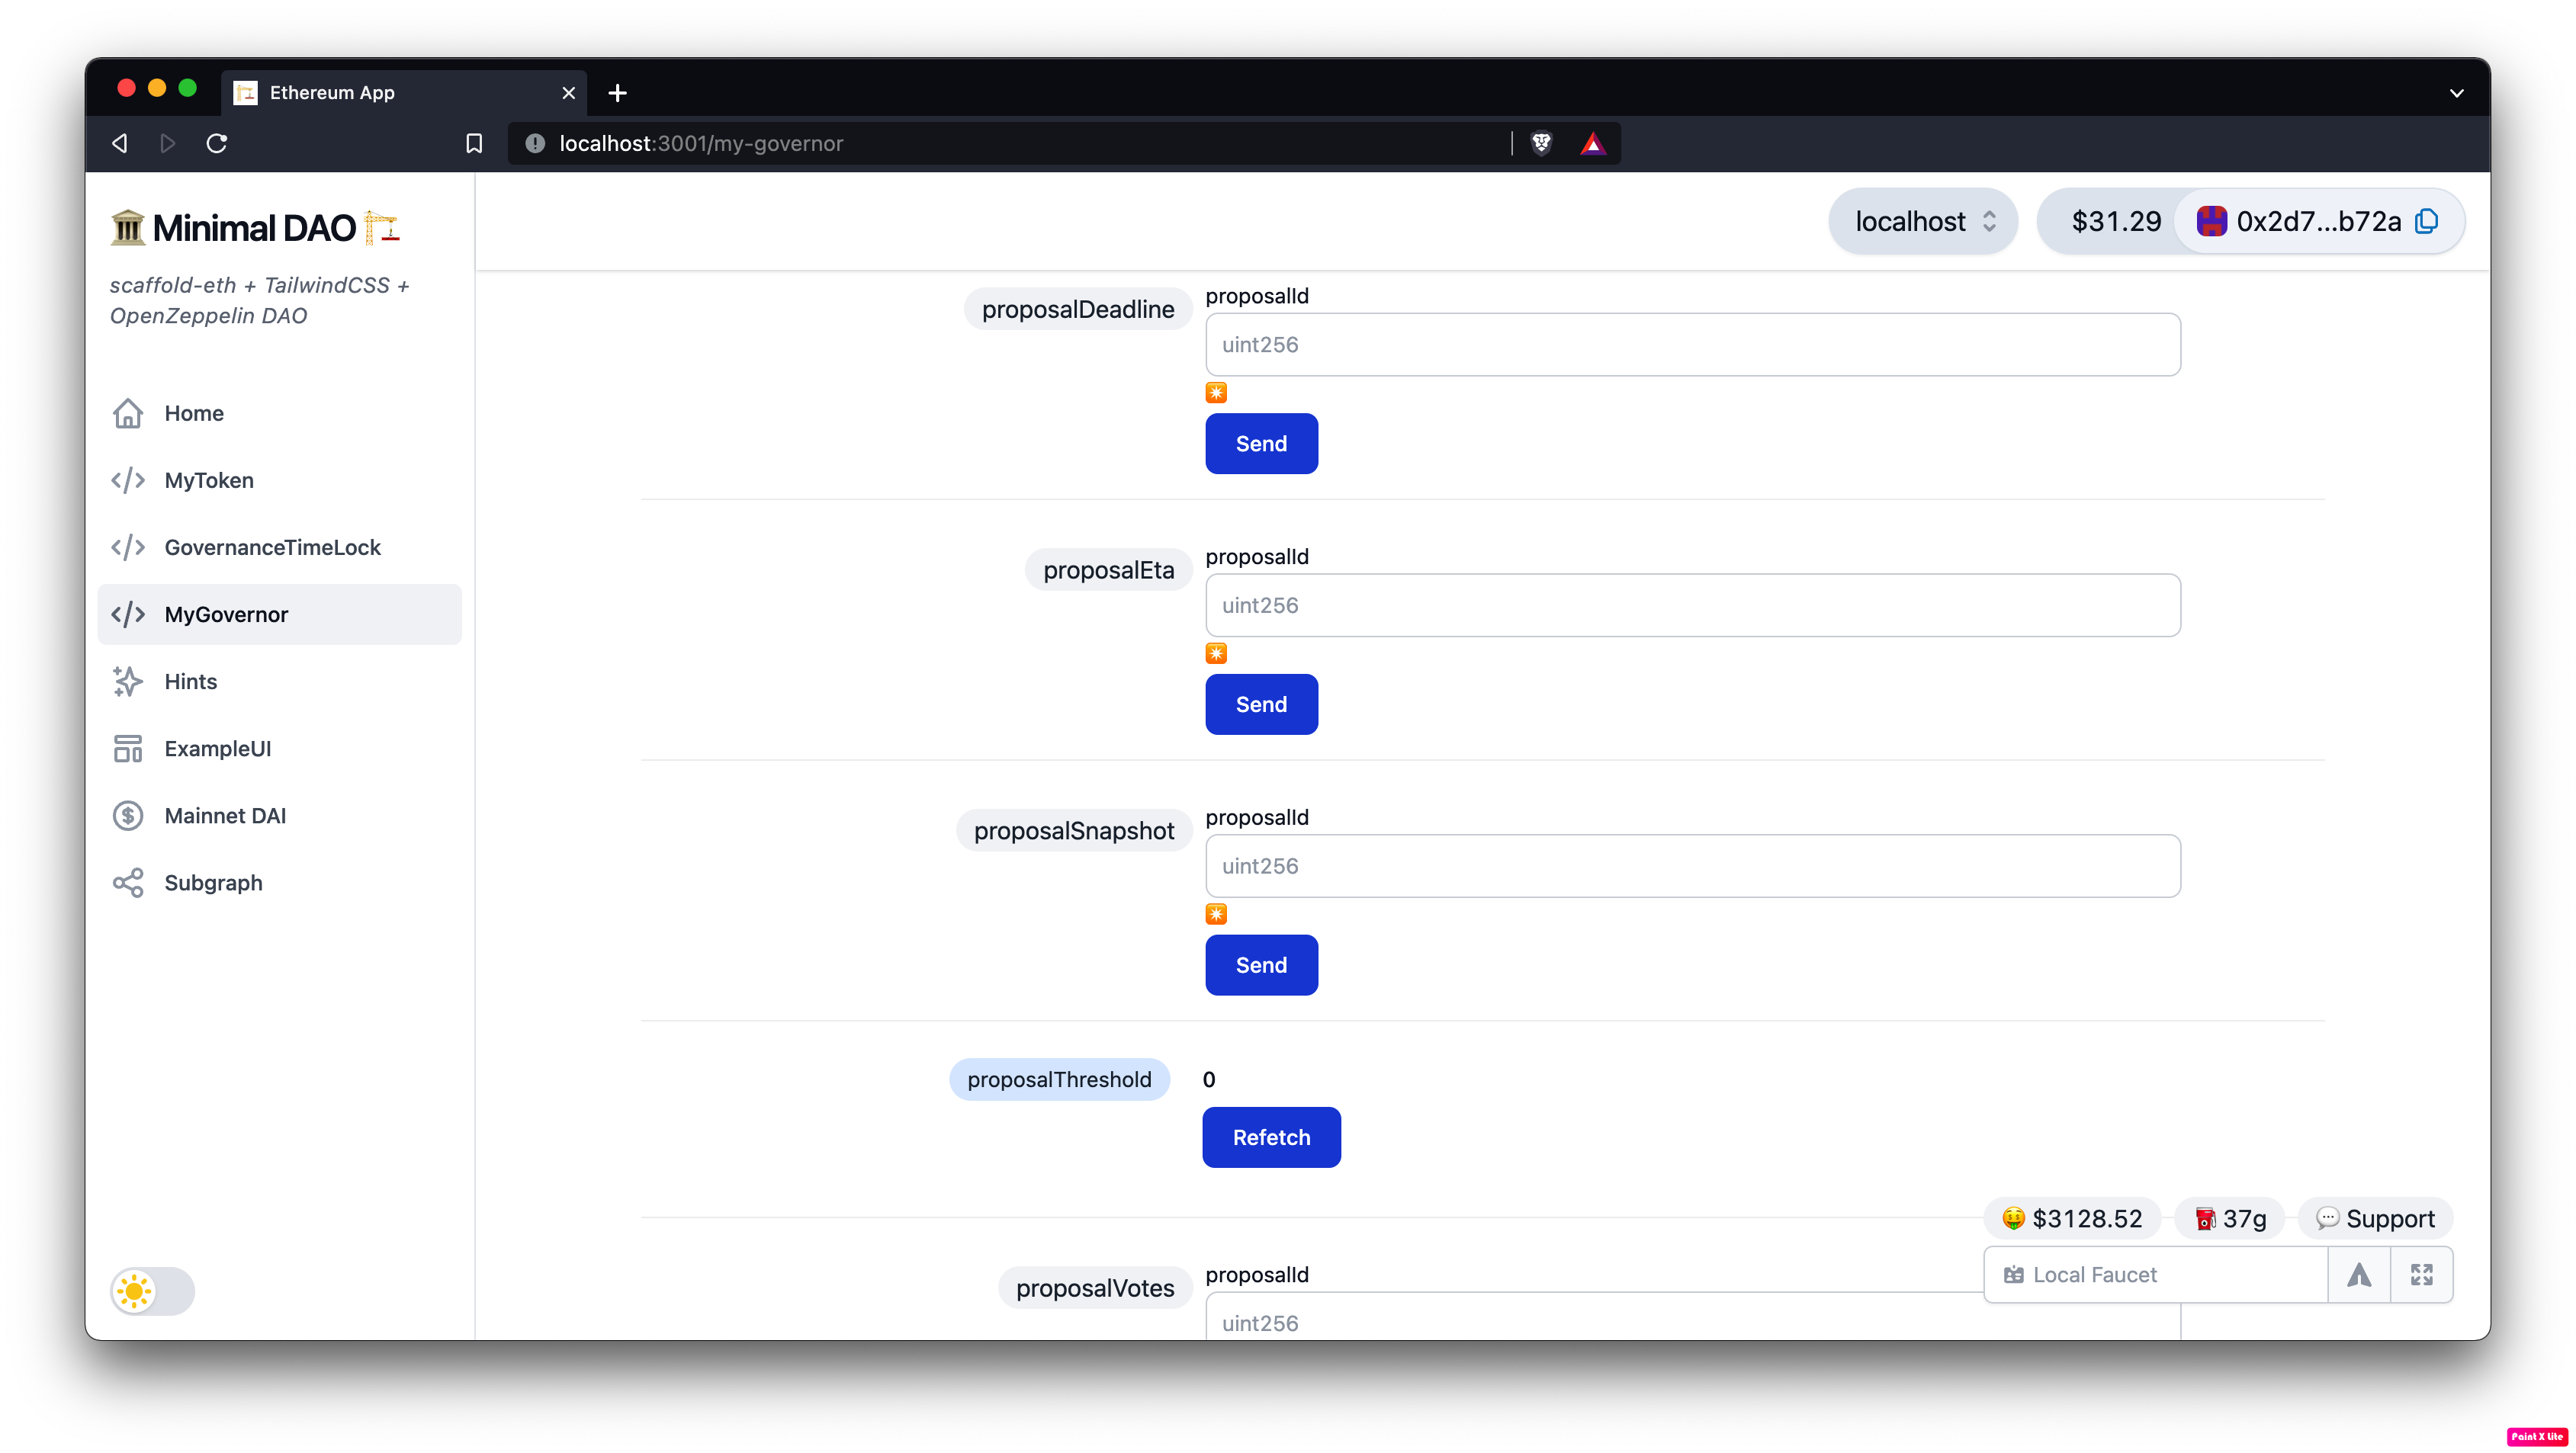 Ethereum App
localhost:3001/my-governor
Minimal DAO
scaffold-eth + TailwindCSS +
OpenZeppelin DAO
Home
MyToken
GovernanceTimeLock
MyGovernor
Hints
ExampleUI
Mainnet DAI
Subgraph
localhost
$31.29
0x2d7...b72a
proposalDeadline
proposalId
uint256
Send
proposalEta
proposalId
uint256
Send
proposalSnapshot
proposalId
uint256
Send
proposalThreshold
0
Refetch
$3128.52
37g
Support
proposalVotes
proposalId
uint256
Local Faucet
Paint X Lite